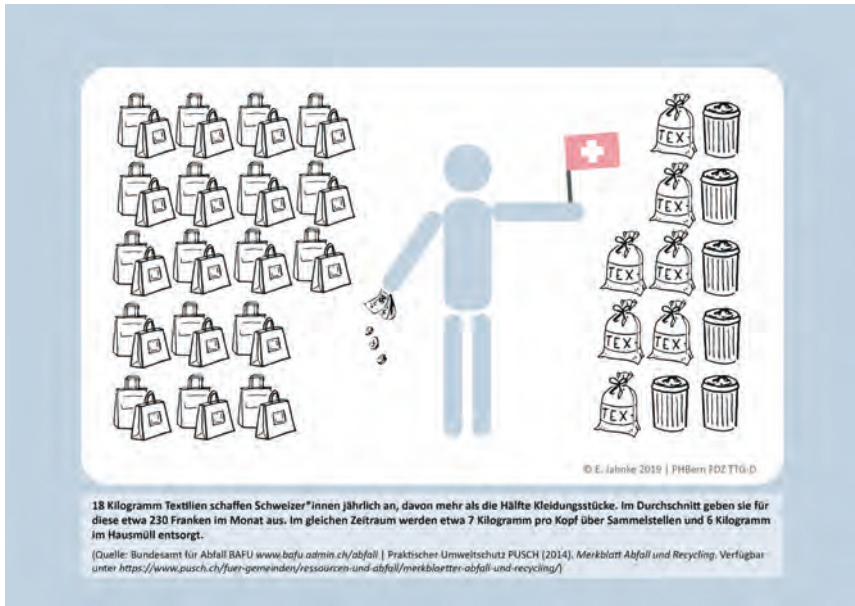 TEX
TEX
TEX TEX
TEX TEX
TEX
© E. Jahnke 2019 | PHBern FDZ TTG-D
18 Kilogramm Textilien schaffen Schweizer*innen jährlich an, davon mehr als die Hälfte Kleidungsstücke. Im Durchschnitt geben sie für
diese etwa 230 Franken im Monat aus. Im gleichen Zeitraum werden etwa 7 Kilogramm pro Kopf über Sammelstellen und 6 Kilogramm
im Hausmüll entsorgt.
(Quelle: Bundesamt für Abfall BAFU www.bafu.admin.ch/abfall | Praktischer Umweltschutz PUSCH (2014). Merkblatt Abfall und Recycling. Verfügbar
unter https://www.pusch.ch/fuer-gemeinden/ressourcen-und-abfall/merkblaetter-abfall-und-recycling/)